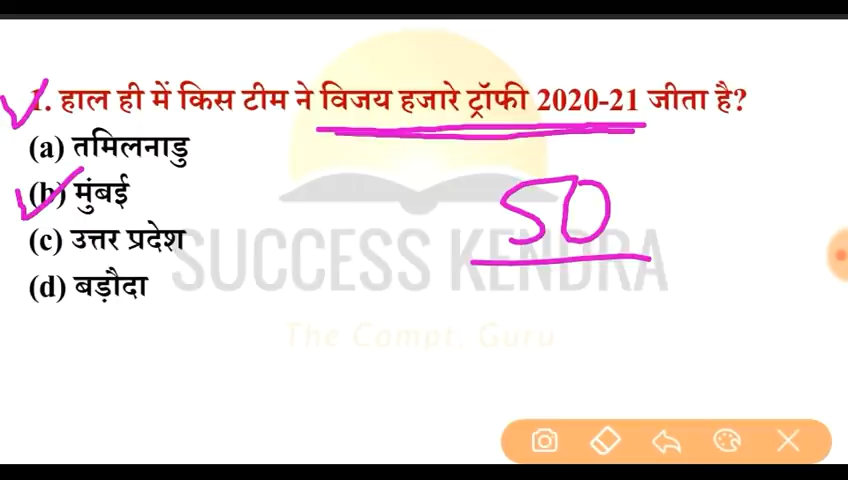 1. हाल ही में किस टीम ने विजय हजारे ट्रॉफी 2020-21 जीता है?
(a) तमिलनाडु
(b) मुंबई
50
(c) उत्तर प्रदेश
(d) बड़ौदा
SUCCESS KENDRA
The Compt. Guru